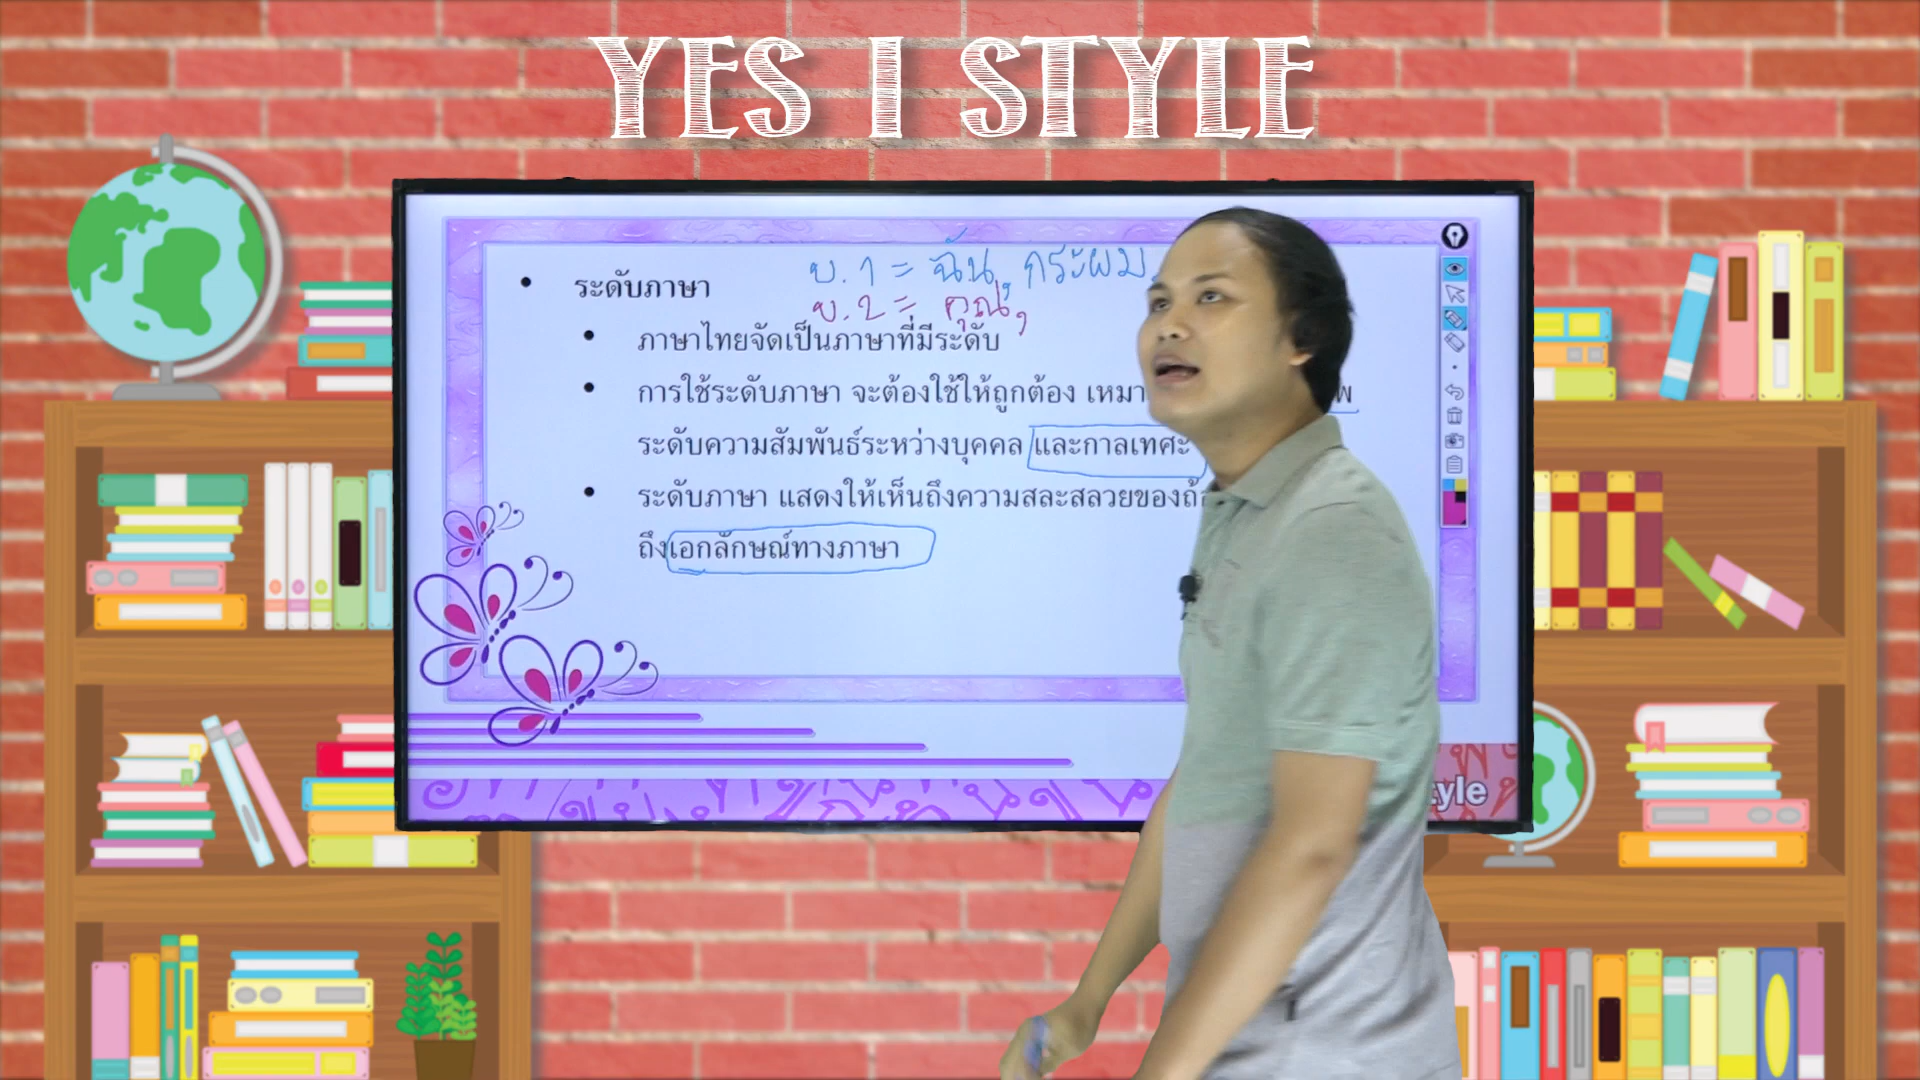 YES I STYLE
บ.1 = ฉัน, กระผม
ระดับภาษา
บ.2 = คุณ,
ภาษาไทยจัดเป็นภาษาที่มีระดับ
การใช้ระดับภาษา จะต้องใช้ให้ถูกต้อง
ระดับความสัมพันธ์ระหว่างบุคคล และกาลเทศะ
ระดับภาษา แสดงให้เห็นถึงความสละสลวยของ
ถึงเอกลักษณ์ทางภาษา
tyle